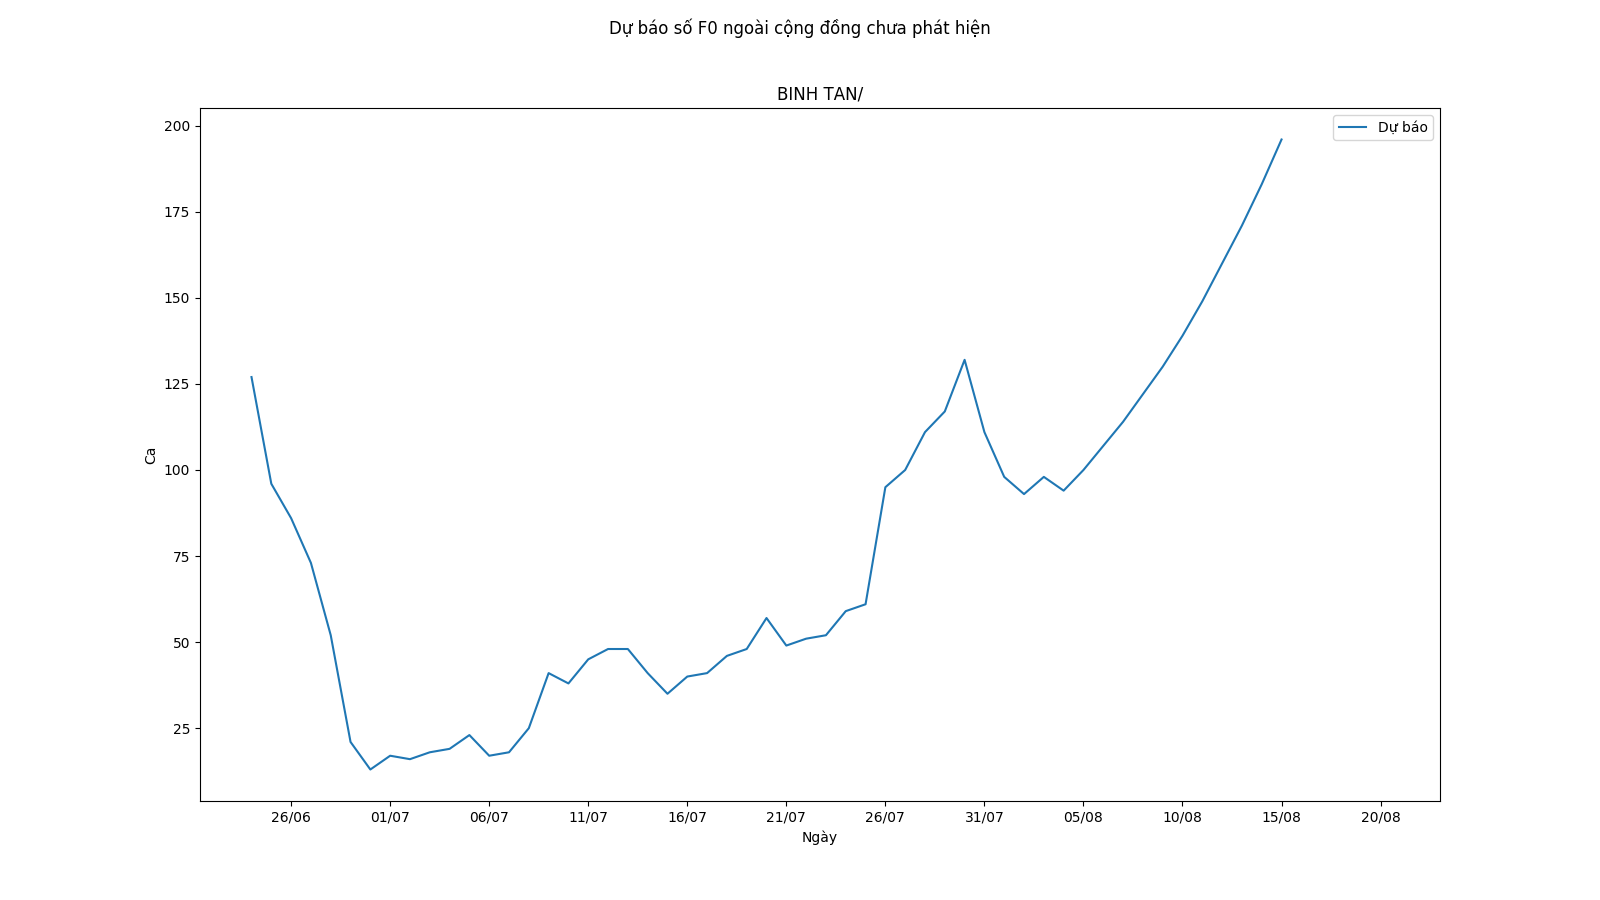 Dự báo số F0 ngoài cộng đồng chưa phát hiện
BINH TAN/
Dự báo
200
175
150
125
100
75
50
25
Ca
26/06 01/07 06/07 11/07 16/07 21/07 26/07 31/07 05/08 10/08 15/08 20/08
Ngày